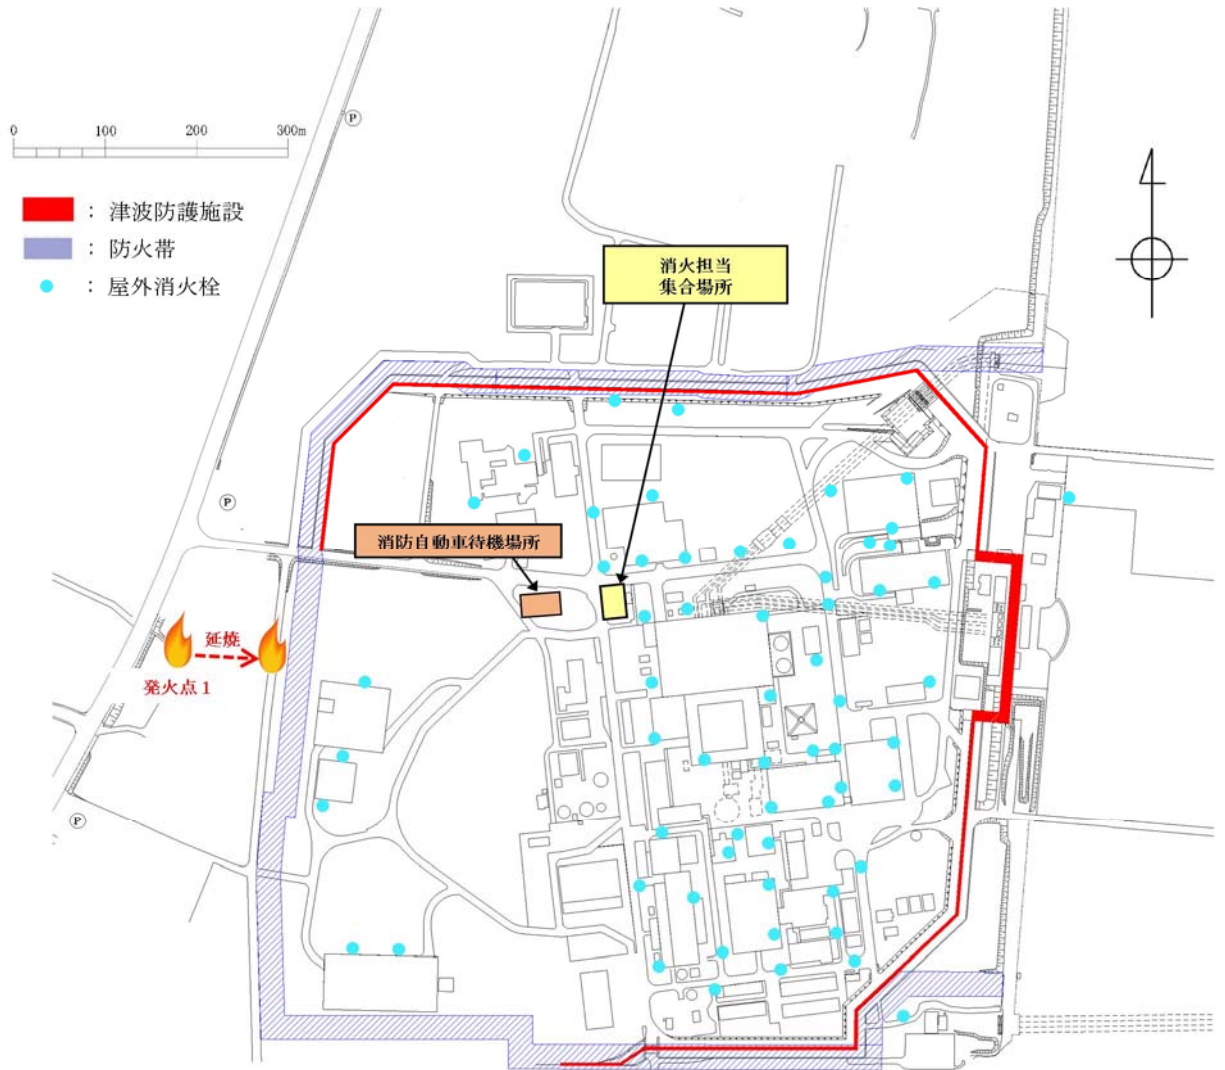 0 100 200 300m
Ⓟ
: 津波防護施設
: 防火帯
: 屋外消火栓
消火担当
集合場所
Ⓟ
消防自動車待機場所
延焼
発火点1
Ⓟ